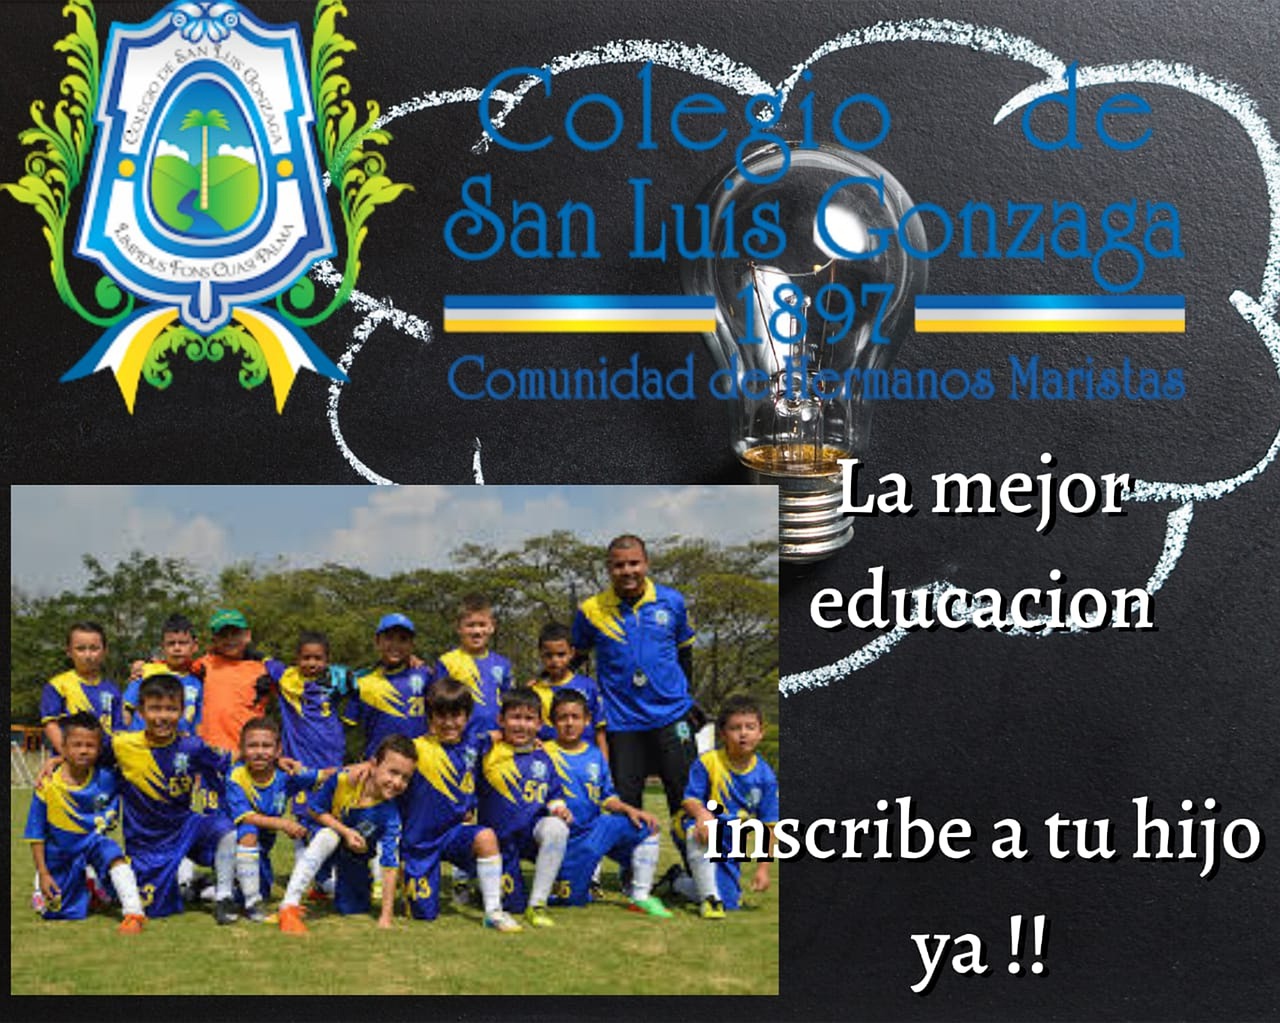 COLEGIO DE SAN LUIS GONZAGA
LIMPIDUS FONS QUASI PALMA
Colegio de
San Luis Gonzaga
1897
Comunidad de Hermanos Maristas
La mejor
educacion
inscribe a tu hijo
ya !!
50